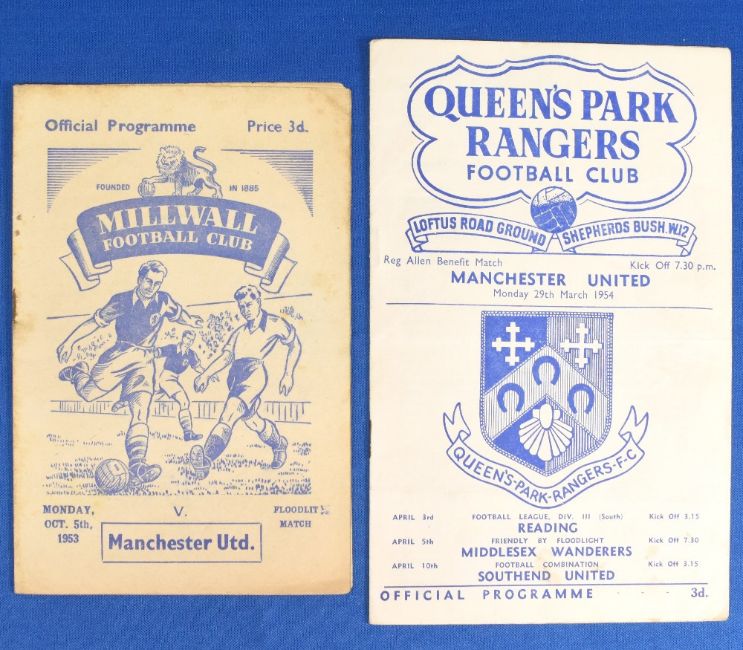 Official Programme Price 3d.
FOUNDED IN 1885
MILLWALL
FOOTBALL CLUB
MONDAY, V. FLOODLIT
OCT. 5th, MATCH
1953
Manchester Utd.
QUEEN'S PARK
RANGERS
FOOTBALL CLUB
LOFTUS ROAD GROUND SHEPHERDS BUSH.W.12
Reg Allen Benefit Match Kick Off 7.30 p.m.
MANCHESTER UNITED
Monday 29th March 1954
QUEEN'S-PARK-RANGERS-F-C
APRIL 3rd FOOTBALL LEAGUE, DIV. III (South) Kick Off 3.15
READING
APRIL 5th FRIENDLY BY FLOODLIGHT Kick Off 7.30
MIDDLESEX WANDERERS
APRIL 10th FOOTBALL COMBINATION Kick Off 3.15
SOUTHEND UNITED
OFFICIAL PROGRAMME - - - 3d.